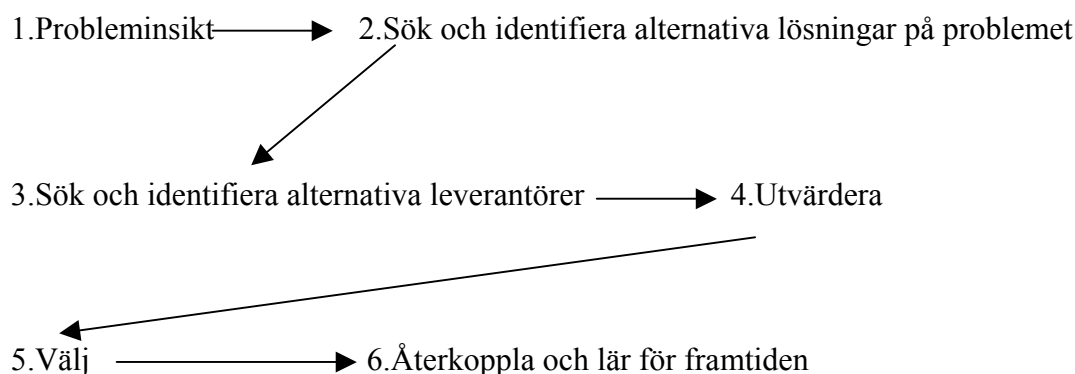 1.Probleminsikt 2.Sök och identifiera alternativa lösningar på problemet
3.Sök och identifiera alternativa leverantörer 4.Utvärdera
5.Välj 6.Återkoppla och lär för framtiden